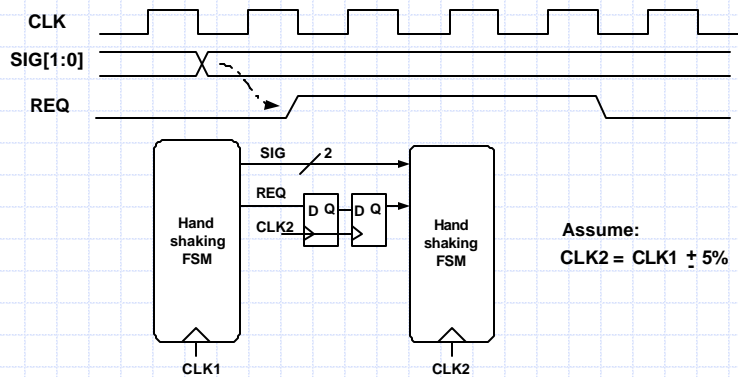 CLK
SIG[1:0]
REQ
SIG 2
REQ
D Q D Q
CLK2
Hand
shaking
FSM
Hand
shaking
FSM
Assume:
CLK2 = CLK1 ± 5%
CLK1
CLK2